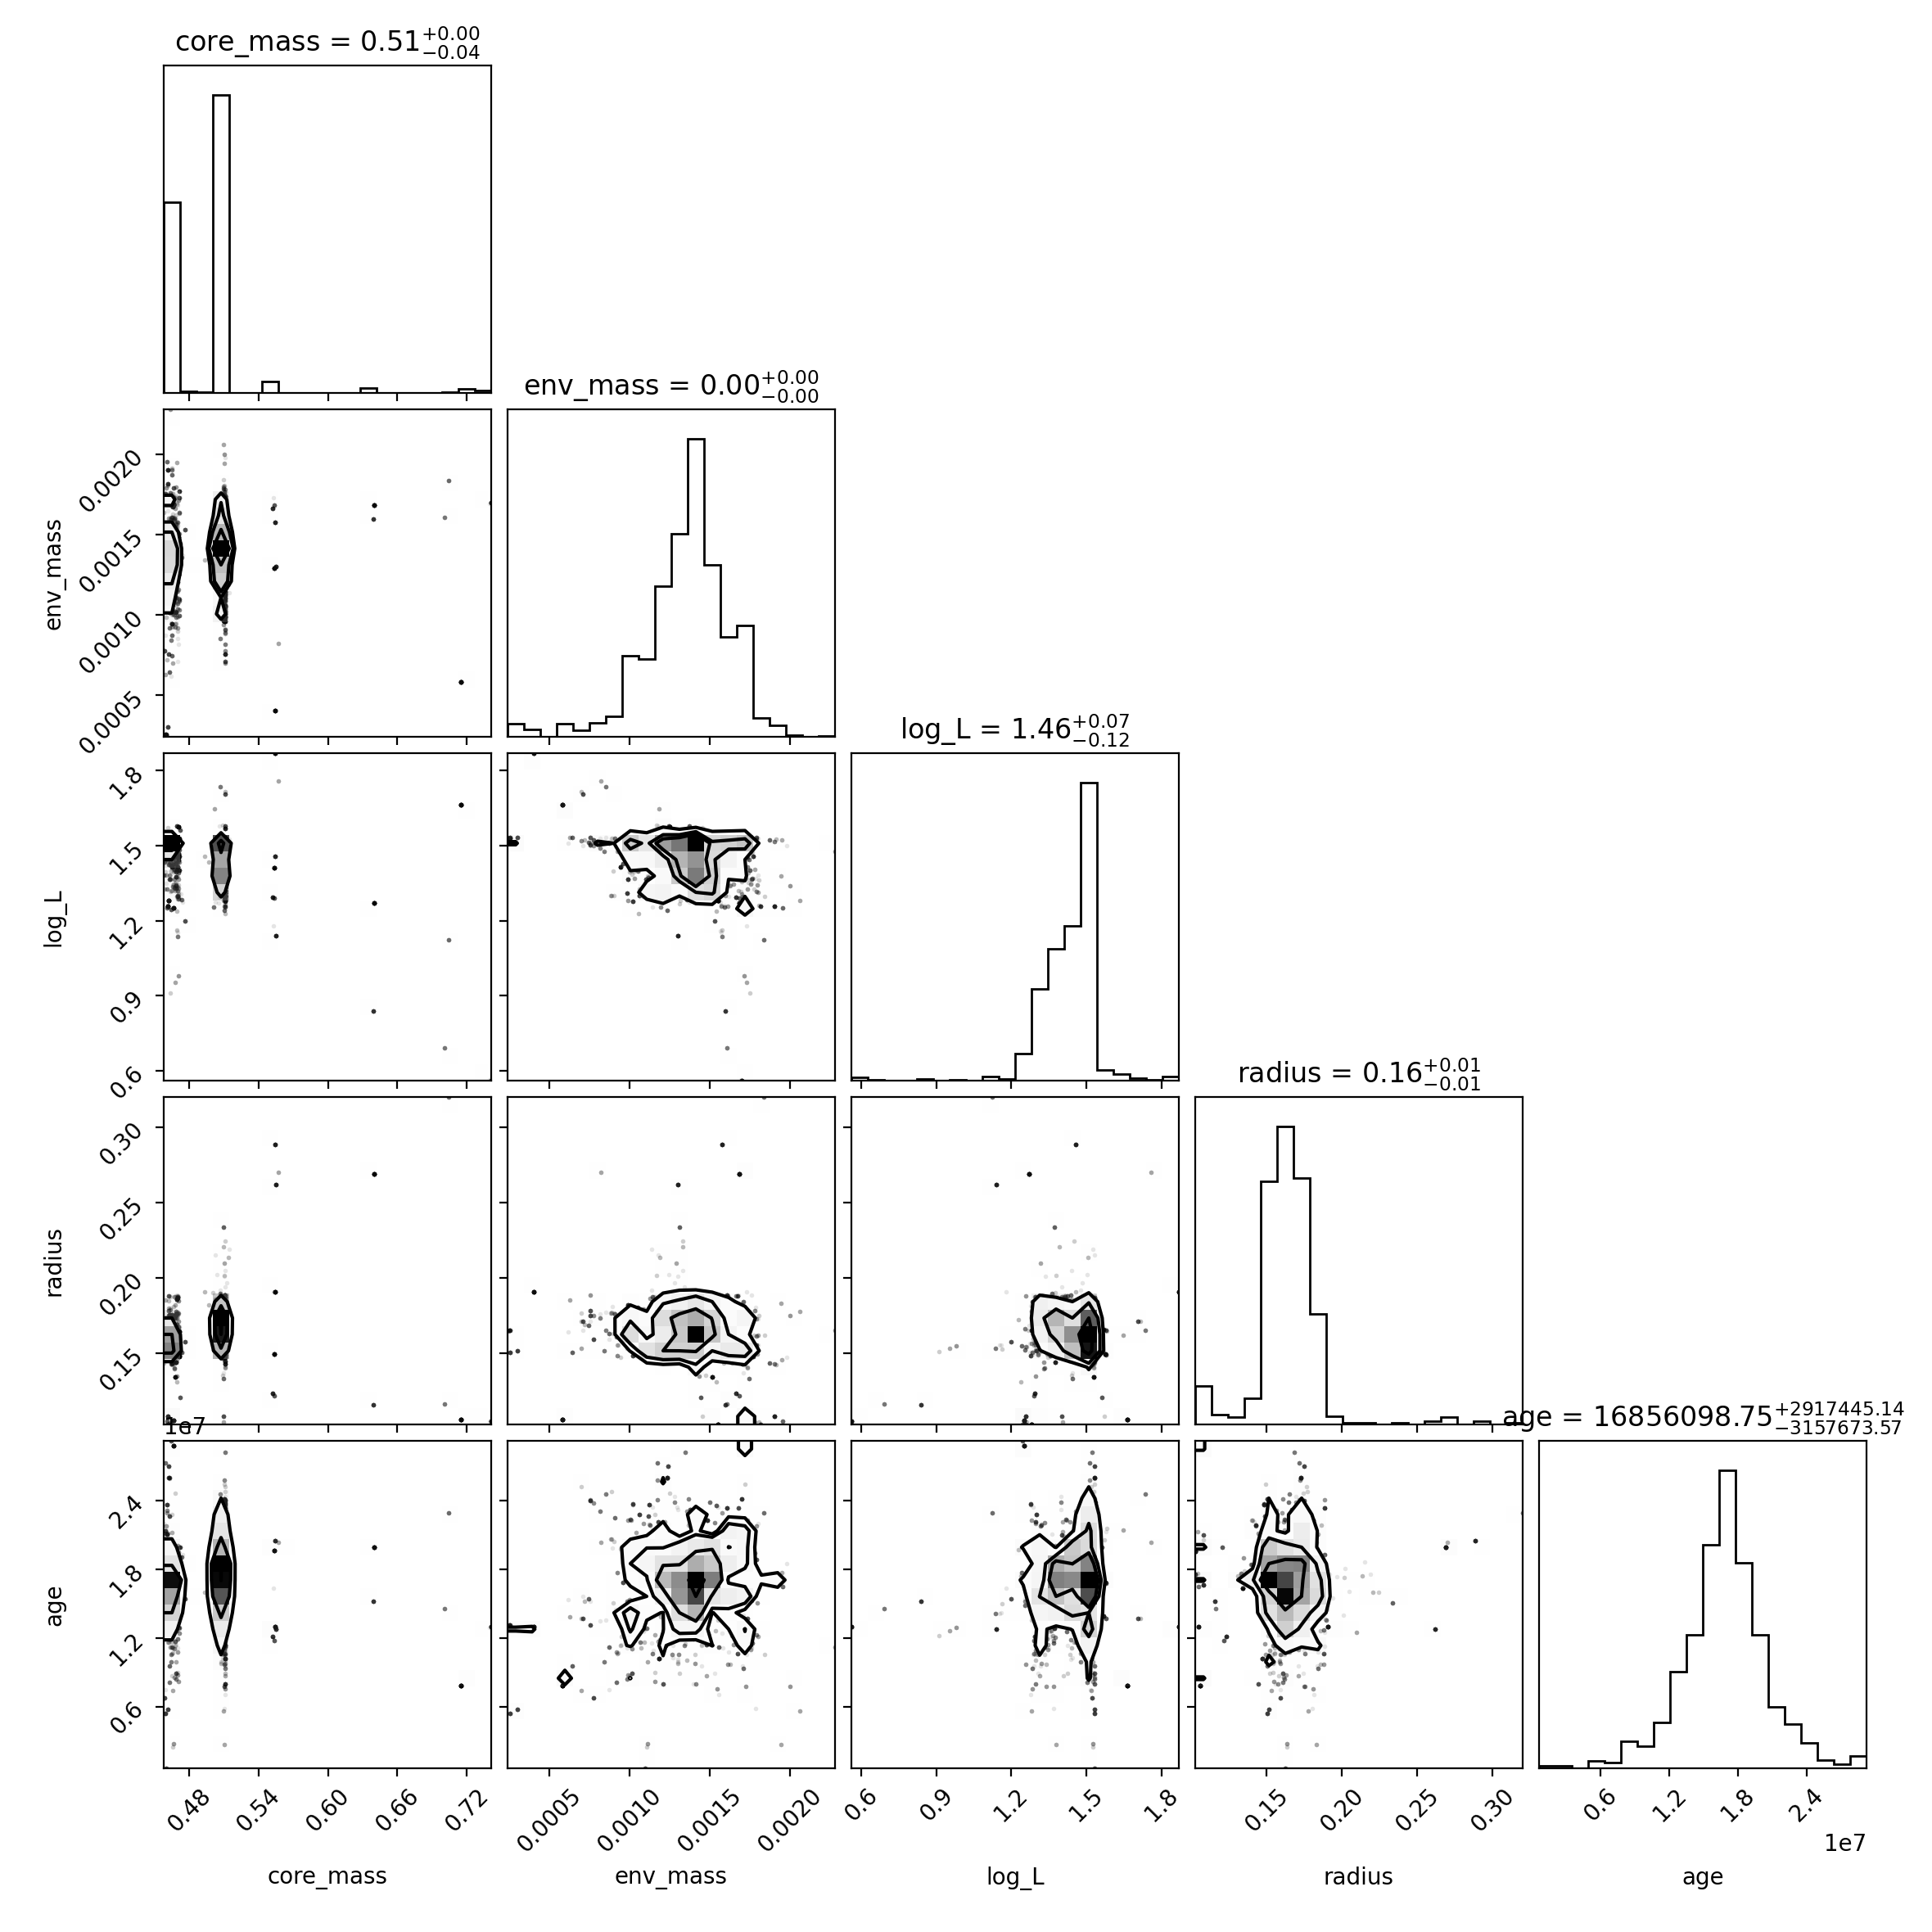 core_mass = 0.51+0.00−0.04
env_mass = 0.00+0.00−0.00
0.0020
0.0015
0.0010
0.0005
env_mass
log_L = 1.46+0.07−0.12
1.8
1.5
1.2
0.9
0.6
log_L
radius = 0.16+0.01−0.01
0.30
0.25
0.20
0.15
radius
1e7
age = 16856098.75+2917445.14−3157673.57
2.4
1.8
1.2
0.6
age
0.48 0.54 0.60 0.66 0.72
0.0005 0.0010 0.0015 0.0020
0.6 0.9 1.2 1.5 1.8
0.15 0.20 0.25 0.30
0.6 1.2 1.8 2.4
1e7
core_mass env_mass log_L radius age